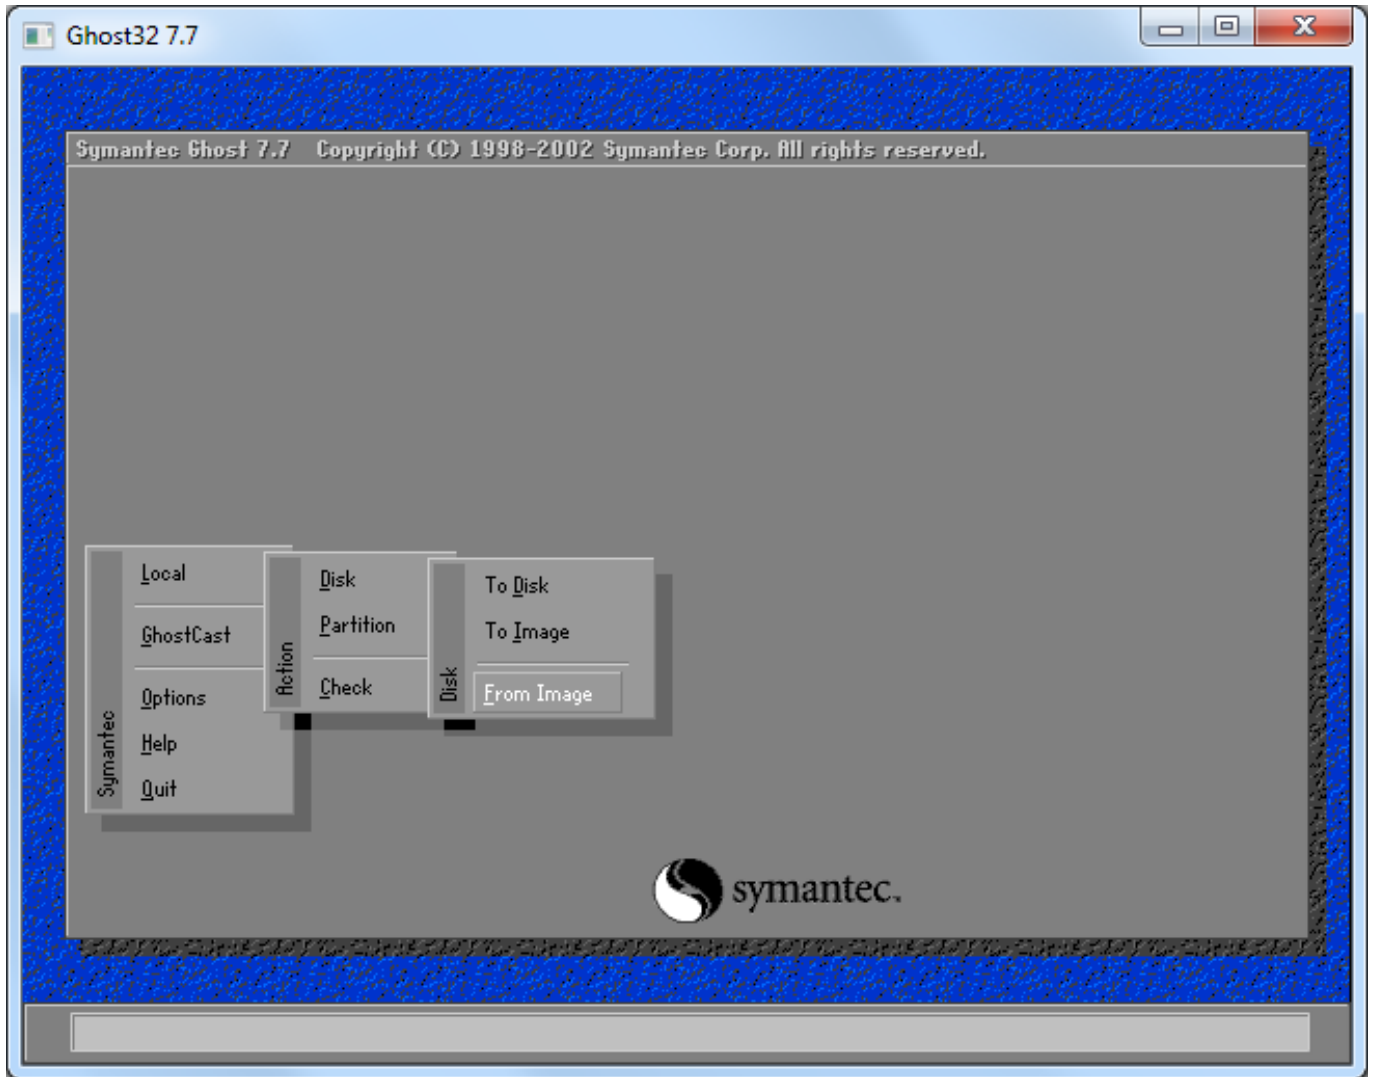 Ghost32 7.7
Symantec Ghost 7.7 Copyright (C) 1998-2002 Symantec Corp. All rights reserved.
Symantec
Local
GhostCast
Options
Help
Quit
Action
Disk
Partition
Check
Disk
To Disk
To Image
From Image
symantec.